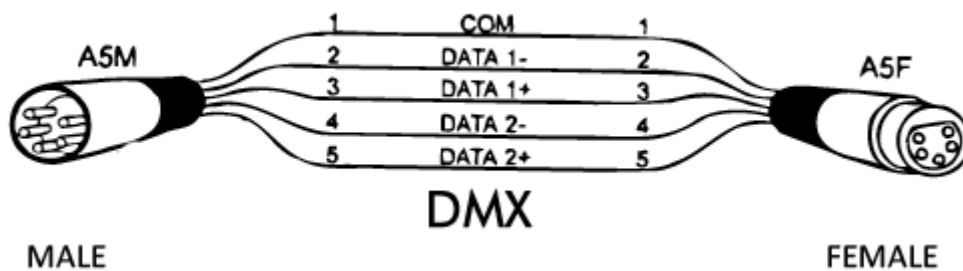 1 COM 1
A5M 2 DATA 1- 2 A5F
3 DATA 1+ 3
4 DATA 2- 4
5 DATA 2+ 5
DMX
MALE FEMALE